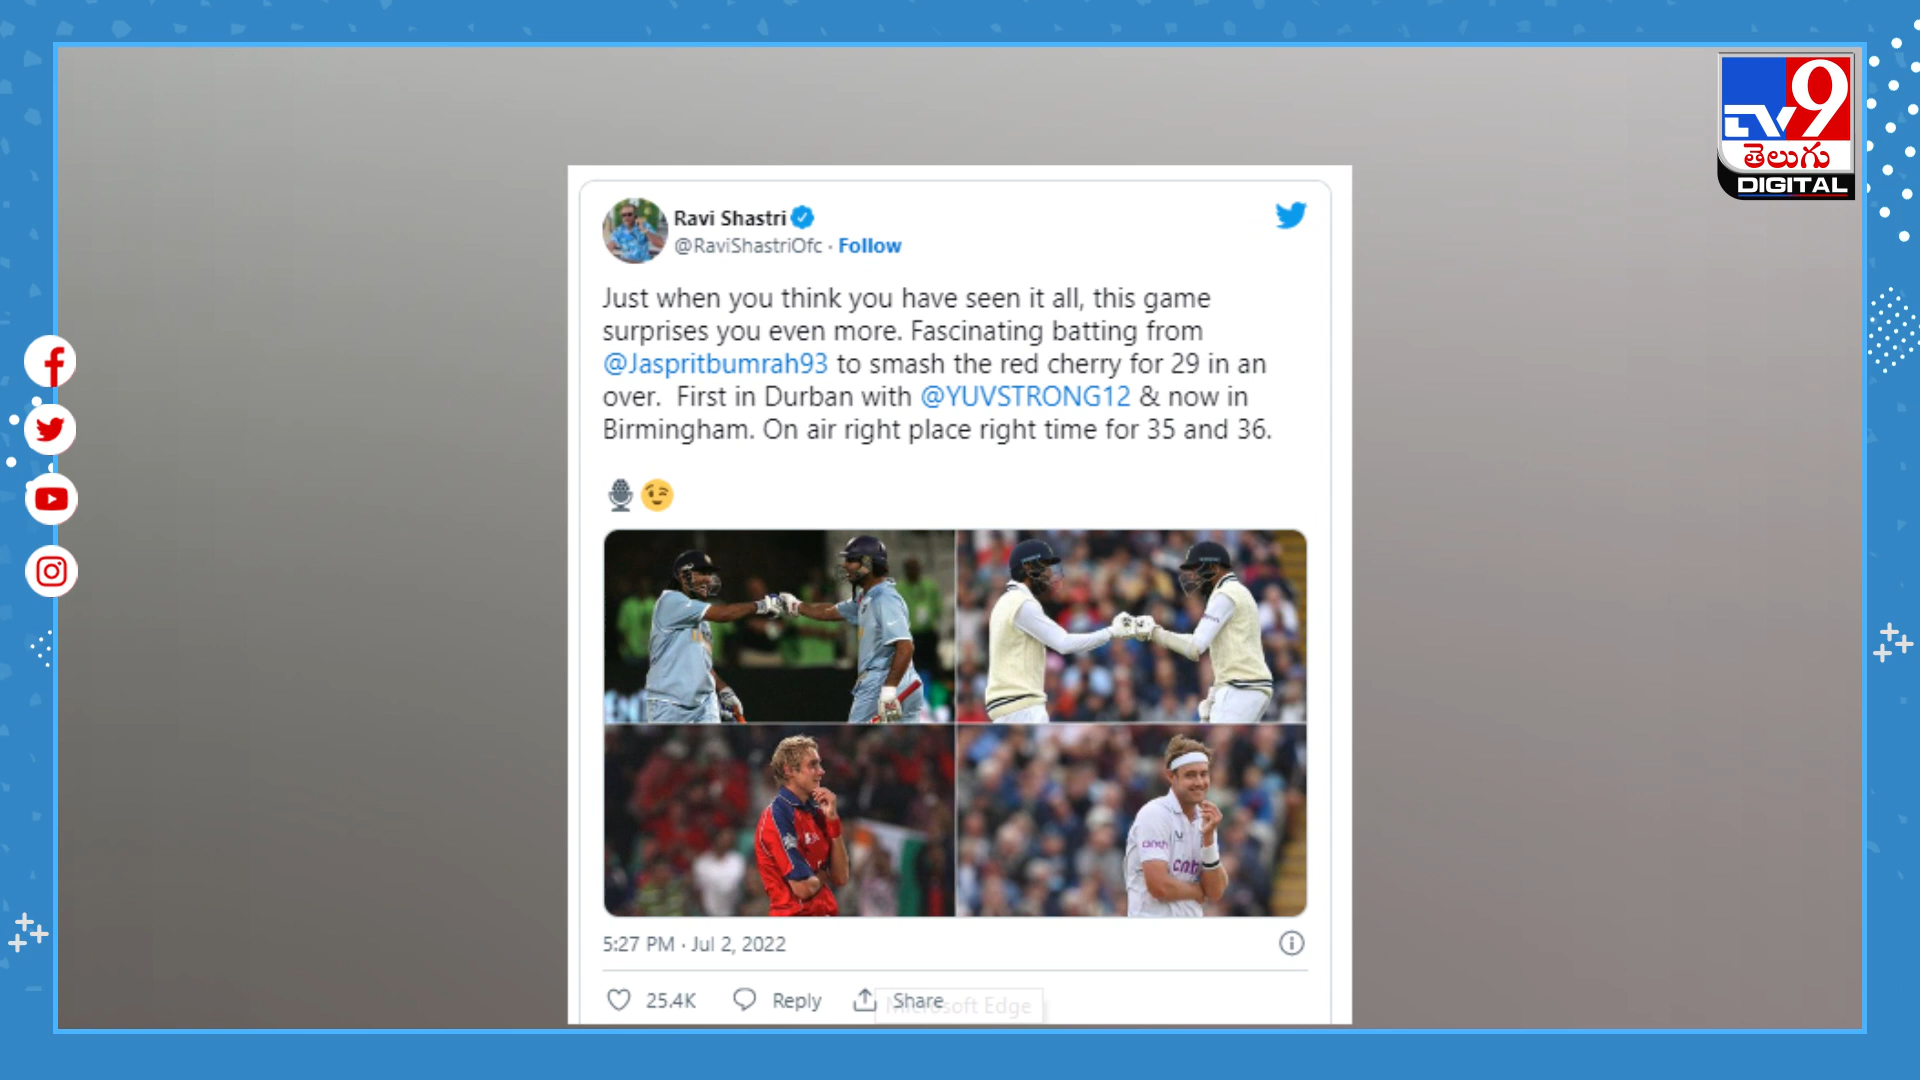 TV9
తెలుగు
DIGITAL
Ravi Shastri
@RaviShastriOfc · Follow
Just when you think you have seen it all, this game
surprises you even more. Fascinating batting from
@Jaspritbumrah93 to smash the red cherry for 29 in an
over. First in Durban with @YUVSTRONG12 & now in
Birmingham. On air right place right time for 35 and 36.
cinch
cinch
5:27 PM · Jul 2, 2022
25.4K Reply Share
Microsoft Edge